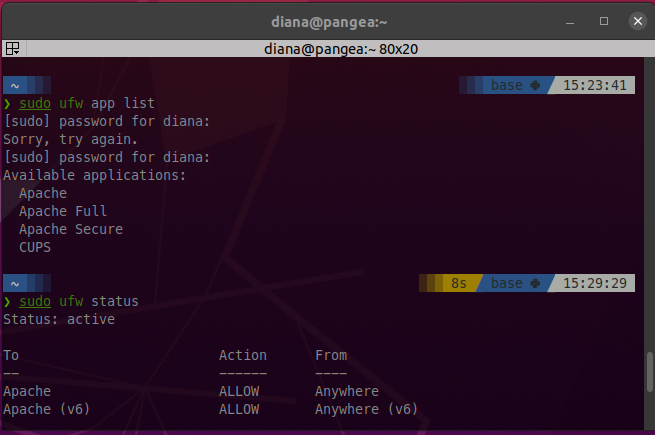 diana@pangea:~
diana@pangea:~ 80x20
~ base 15:23:41
❯ sudo ufw app list
[sudo] password for diana:
Sorry, try again.
[sudo] password for diana:
Available applications:
  Apache
  Apache Full
  Apache Secure
  CUPS
~ 8s base 15:29:29
❯ sudo ufw status
Status: active
To                         Action      From
--                         ------      ----
Apache                     ALLOW       Anywhere
Apache (v6)                ALLOW       Anywhere (v6)